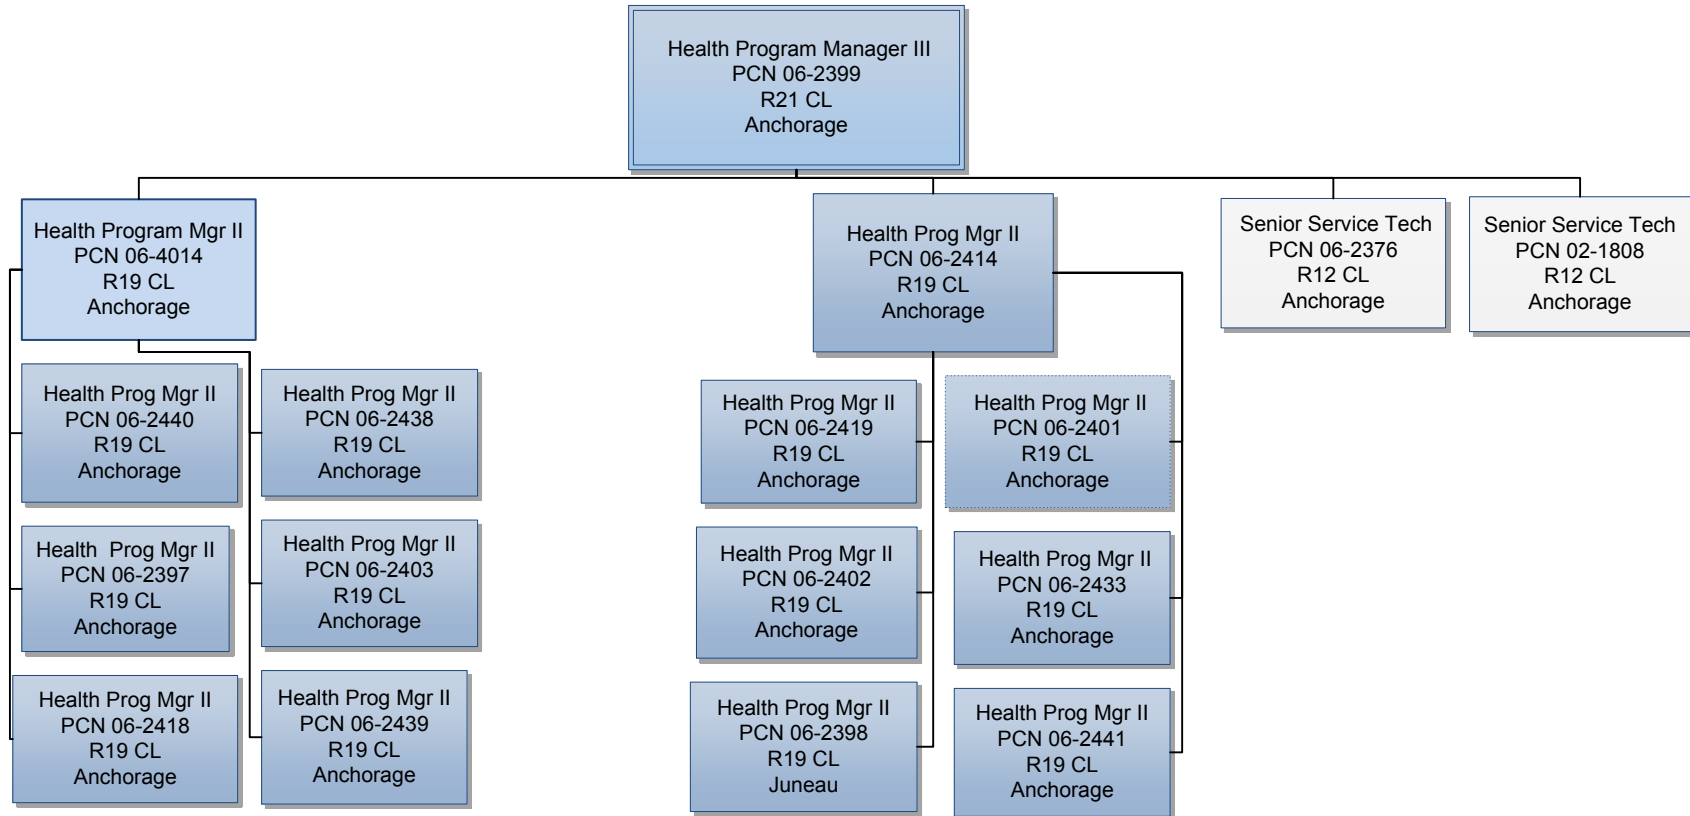 Health Program Manager III
PCN 06-2399
R21 CL
Anchorage
Health Program Mgr II
PCN 06-4014
R19 CL
Anchorage
Health Prog Mgr II
PCN 06-2414
R19 CL
Anchorage
Senior Service Tech
PCN 06-2376
R12 CL
Anchorage
Senior Service Tech
PCN 02-1808
R12 CL
Anchorage
Health Prog Mgr II
PCN 06-2440
R19 CL
Anchorage
Health Prog Mgr II
PCN 06-2438
R19 CL
Anchorage
Health Prog Mgr II
PCN 06-2419
R19 CL
Anchorage
Health Prog Mgr II
PCN 06-2401
R19 CL
Anchorage
Health  Prog Mgr II
PCN 06-2397
R19 CL
Anchorage
Health Prog Mgr II
PCN 06-2403
R19 CL
Anchorage
Health Prog Mgr II
PCN 06-2402
R19 CL
Anchorage
Health Prog Mgr II
PCN 06-2433
R19 CL
Anchorage
Health Prog Mgr II
PCN 06-2418
R19 CL
Anchorage
Health Prog Mgr II
PCN 06-2439
R19 CL
Anchorage
Health Prog Mgr II
PCN 06-2398
R19 CL
Juneau
Health Prog Mgr II
PCN 06-2441
R19 CL
Anchorage